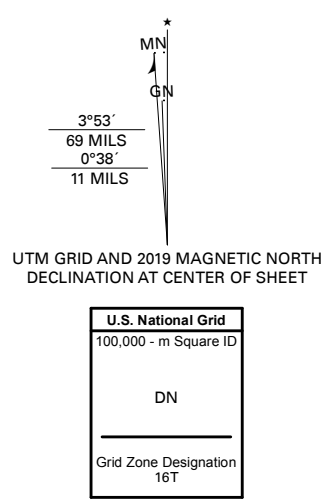 MN
GN
3°53´
69 MILS
0°38´
11 MILS
UTM GRID AND 2019 MAGNETIC NORTH
DECLINATION AT CENTER OF SHEET
U.S. National Grid
100,000 - m Square ID
DN
Grid Zone Designation
16T